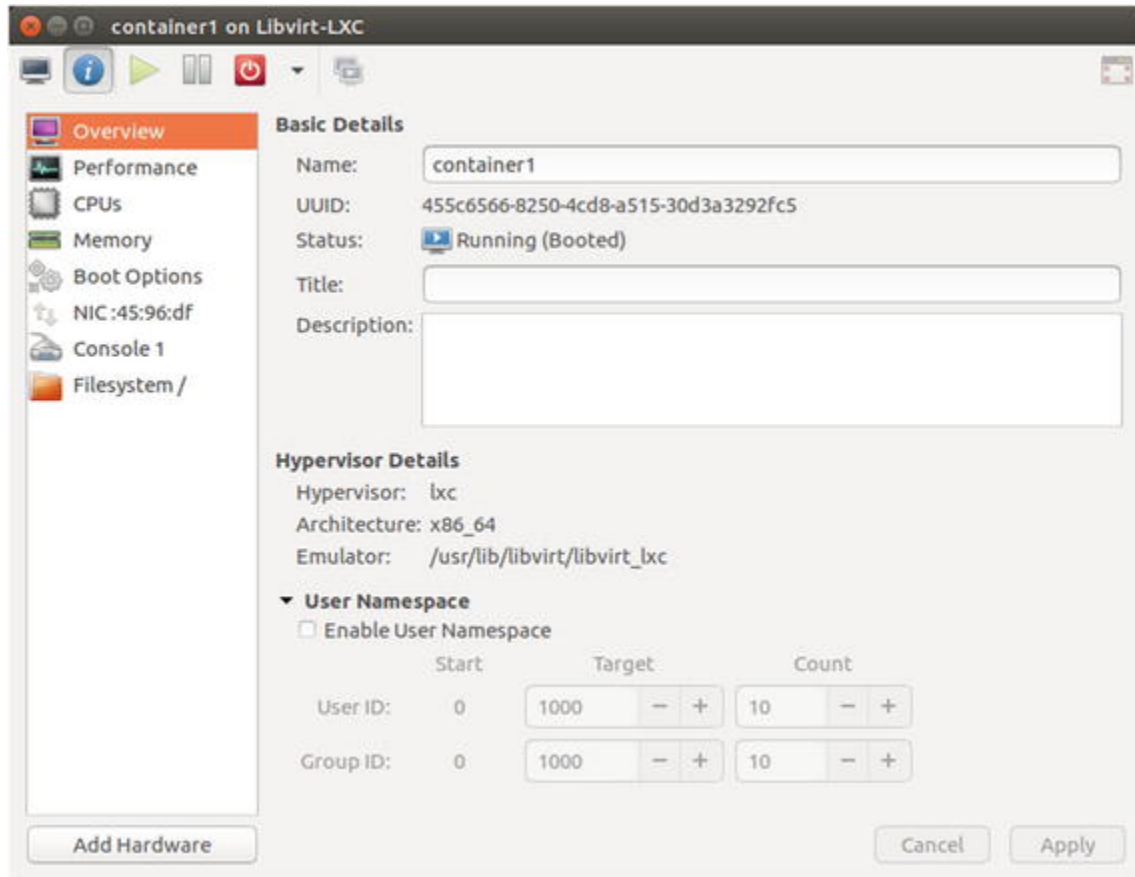 container1 on Libvirt-LXC
Overview
Performance
CPUs
Memory
Boot Options
NIC :45:96:df
Console 1
Filesystem /
Add Hardware
Basic Details
Name: container1
UUID: 455c6566-8250-4cd8-a515-30d3a3292fc5
Status: Running (Booted)
Title:
Description:
Hypervisor Details
Hypervisor: lxc
Architecture: x86_64
Emulator: /usr/lib/libvirt/libvirt_lxc
User Namespace
Enable User Namespace
Start Target Count
User ID: 0 1000 − + 10 − +
Group ID: 0 1000 − + 10 − +
Cancel Apply